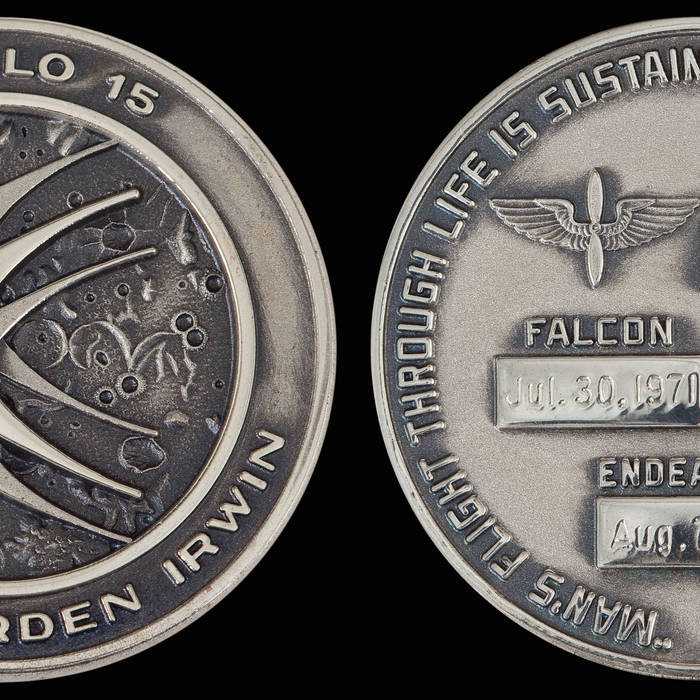 LO 15
RDEN IRWIN
"MAN'S FLIGHT THROUGH LIFE IS SUSTAIN
FALCON
Jul. 30, 1971
ENDEA
Aug.